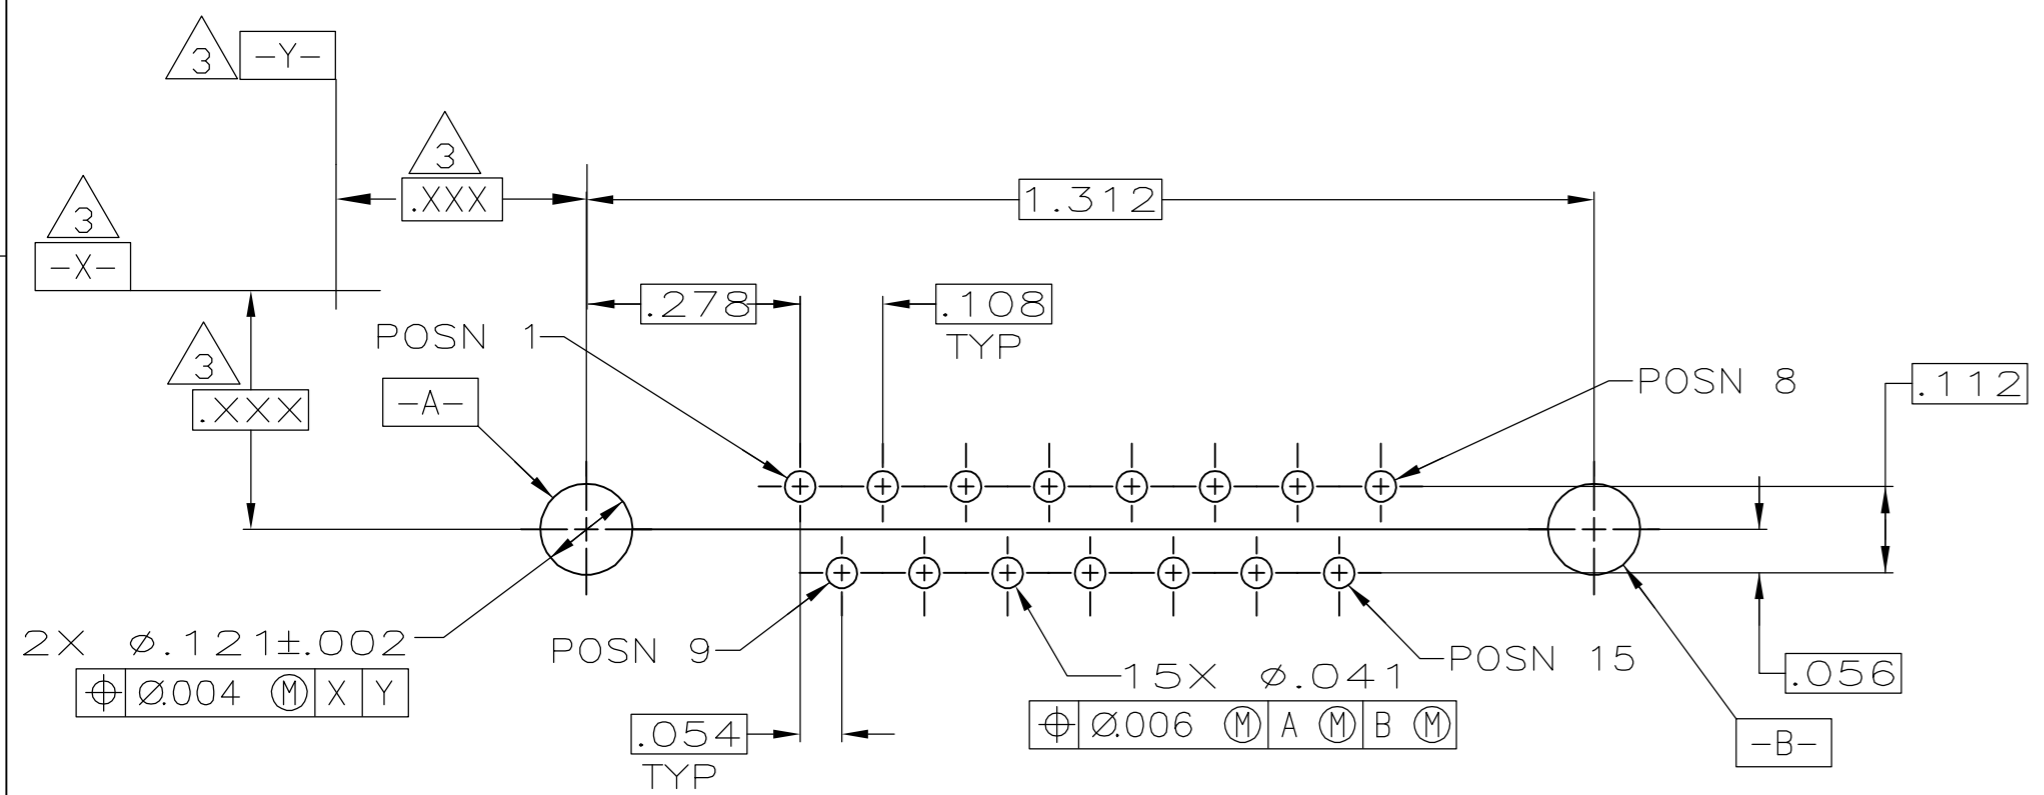 3 -Y-
3
.XXX
1.312
3
-X-
.278
.108
TYP
POSN 1
3
.XXX
-A-
POSN 8
.112
2X Ø.121±.002
⌖ Ø.004 Ⓜ X Y
POSN 9
15X Ø.041
⌖ Ø.006 Ⓜ A Ⓜ B Ⓜ
POSN 15
.056
.054
TYP
-B-